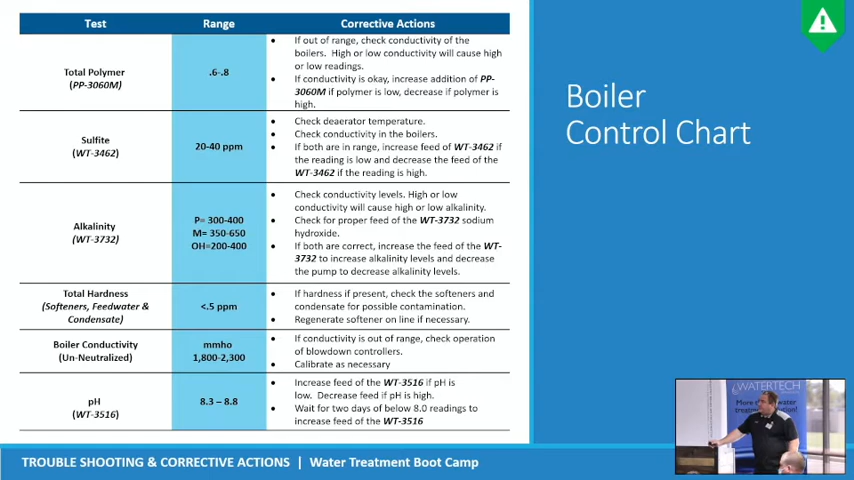 Test Range Corrective Actions
Total Polymer
(PP-3060M)
.6-.8
• If out of range, check conductivity of the
boilers. High or low conductivity will cause high
or low readings.
• If conductivity is okay, increase addition of PP-
3060M if polymer is low, decrease if polymer is
high.
Sulfite
(WT-3462)
20-40 ppm
• Check deaerator temperature.
• Check conductivity in the boilers.
• If both are in range, increase feed of WT-3462 if
the reading is low and decrease the feed of the
WT-3462 if the reading is high.
Alkalinity
(WT-3732)
P= 300-400
M= 350-650
OH=200-400
• Check conductivity levels. High or low
conductivity will cause high or low alkalinity.
• Check for proper feed of the WT-3732 sodium
hydroxide.
• If both are correct, increase the feed of the WT-
3732 to increase alkalinity levels and decrease
the pump to decrease alkalinity levels.
Total Hardness
(Softeners, Feedwater &
Condensate)
<.5 ppm
• If hardness if present, check the softeners and
condensate for possible contamination.
• Regenerate softener on line if necessary.
Boiler Conductivity
(Un-Neutralized)
mmho
1,800-2,300
• If conductivity is out of range, check operation
of blowdown controllers.
• Calibrate as necessary
pH
(WT-3516)
8.3 – 8.8
• Increase feed of the WT-3516 if pH is
low. Decrease feed if pH is high.
• Wait for two days of below 8.0 readings to
increase feed of the WT-3516
Boiler
Control Chart
WATERTECH
More th water
treatm ution!
TROUBLE SHOOTING & CORRECTIVE ACTIONS | Water Treatment Boot Camp